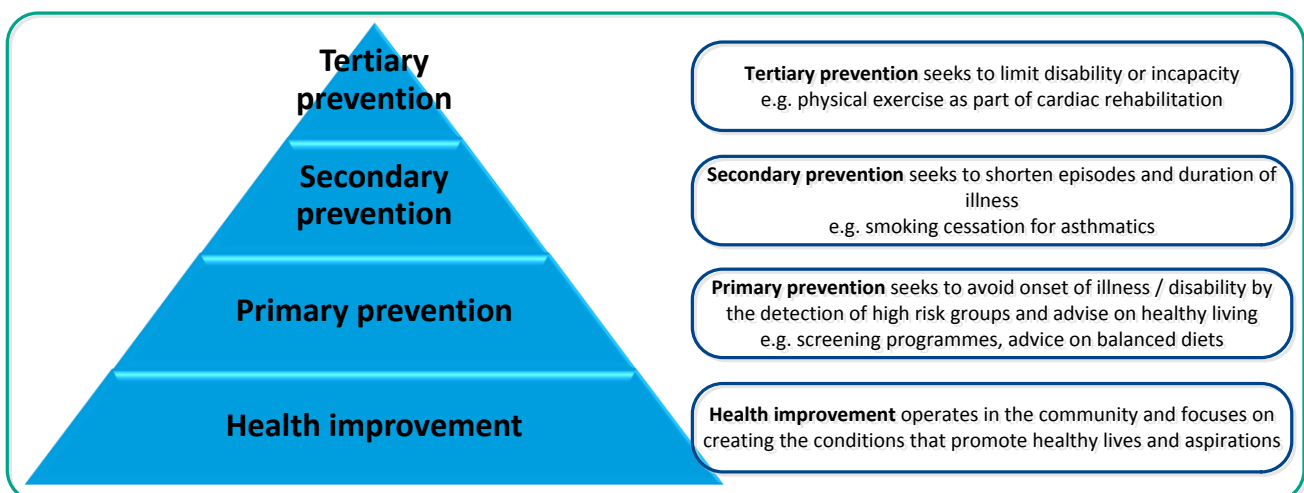 Tertiary
prevention
Tertiary prevention seeks to limit disability or incapacity
e.g. physical exercise as part of cardiac rehabilitation
Secondary
prevention
Secondary prevention seeks to shorten episodes and duration of
illness
e.g. smoking cessation for asthmatics
Primary prevention
Primary prevention seeks to avoid onset of illness / disability by
the detection of high risk groups and advise on healthy living
e.g. screening programmes, advice on balanced diets
Health improvement
Health improvement operates in the community and focuses on
creating the conditions that promote healthy lives and aspirations